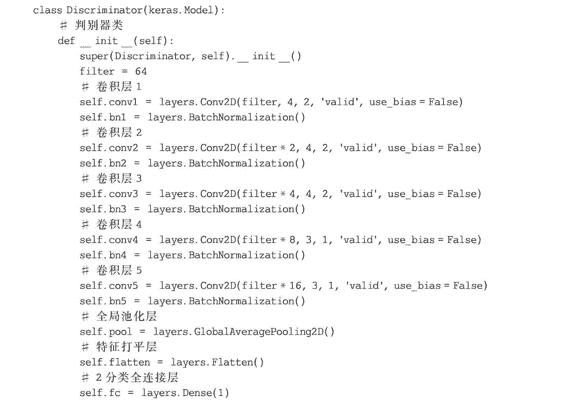 class Discriminator(keras.Model):
# 判别器类
def __ init __(self):
super(Discriminator, self).__ init __()
filter = 64
# 卷积层 1
self.conv1 = layers.Conv2D(filter, 4, 2, 'valid', use_bias = False)
self.bn1 = layers.BatchNormalization()
# 卷积层 2
self.conv2 = layers.Conv2D(filter * 2, 4, 2, 'valid', use_bias = False)
self.bn2 = layers.BatchNormalization()
# 卷积层 3
self.conv3 = layers.Conv2D(filter * 4, 4, 2, 'valid', use_bias = False)
self.bn3 = layers.BatchNormalization()
# 卷积层 4
self.conv4 = layers.Conv2D(filter * 8, 3, 1, 'valid', use_bias = False)
self.bn4 = layers.BatchNormalization()
# 卷积层 5
self.conv5 = layers.Conv2D(filter * 16, 3, 1, 'valid', use_bias = False)
self.bn5 = layers.BatchNormalization()
# 全局池化层
self.pool = layers.GlobalAveragePooling2D()
# 特征打平层
self.flatten = layers.Flatten()
# 2 分类全连接层
self.fc = layers.Dense(1)